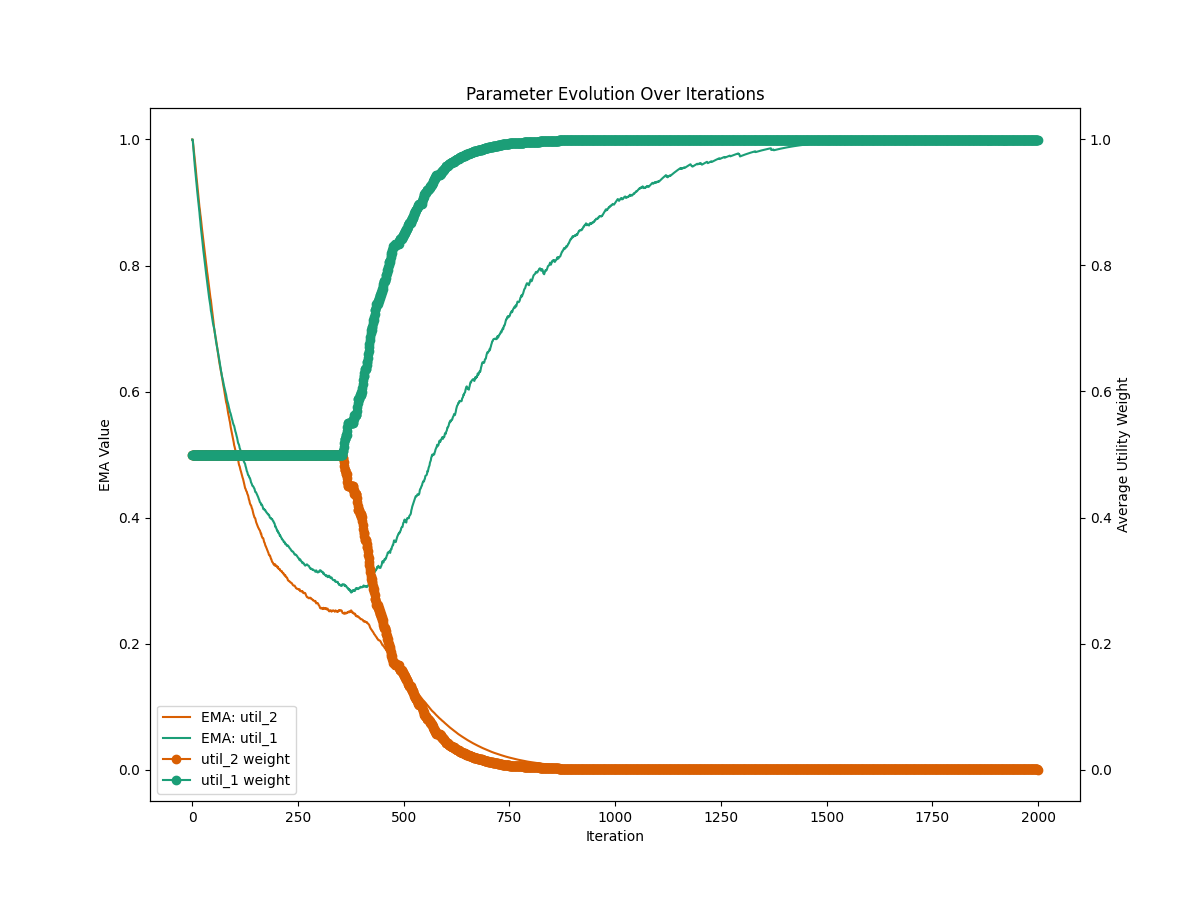 Parameter Evolution Over Iterations
1.0
0.8
0.6
0.4
0.2
0.0
EMA Value
1.0
0.8
0.6
0.4
0.2
0.0
Average Utility Weight
EMA: util_2
EMA: util_1
util_2 weight
util_1 weight
0 250 500 750 1000 1250 1500 1750 2000
Iteration